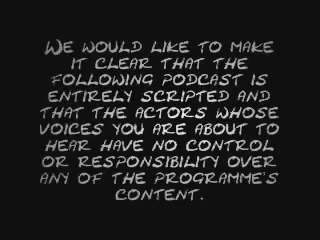 We would like to make
it clear that the
following podcast is
entirely scripted and
that the actors whose
voices you are about to
hear have no control
or responsibility over
any of the programme's
content.